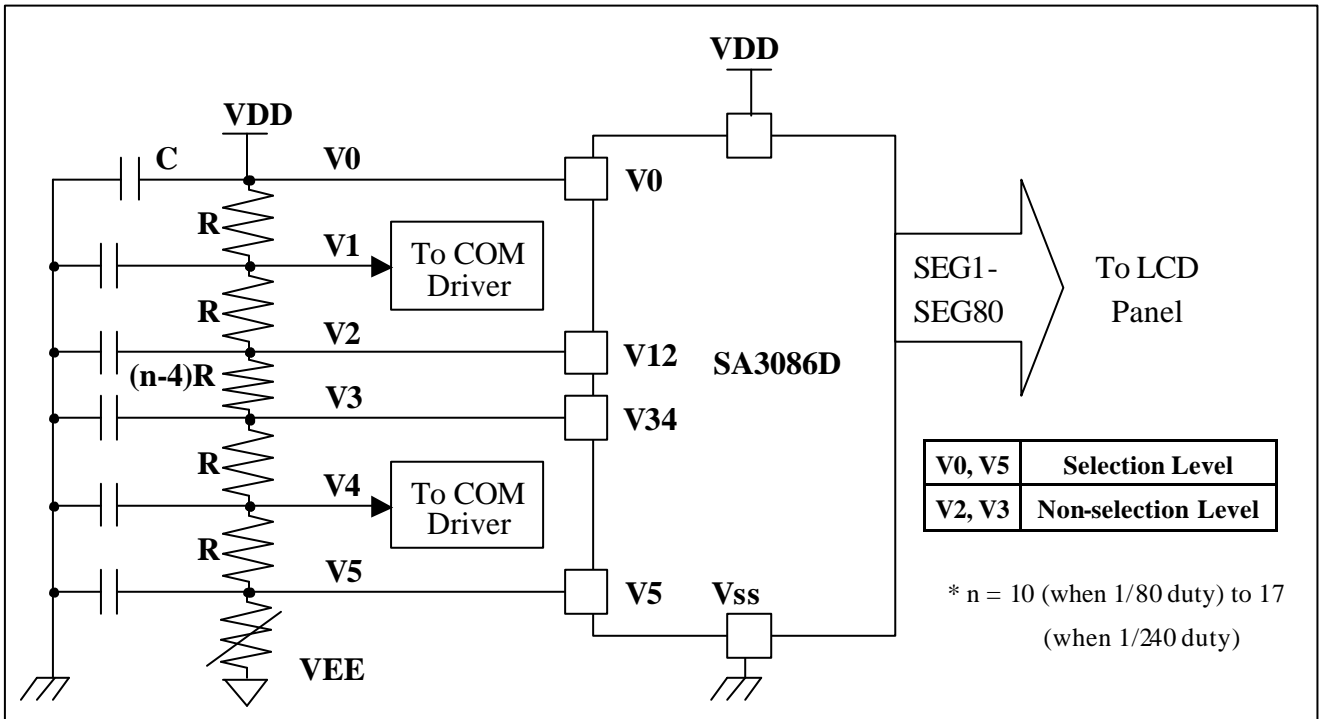 VDD
VDD
C
V0
V0
R
V1
To COM
Driver
R
V2
V12
(n-4)R
V3
V34
R
V4
To COM
Driver
R
V5
V5
VEE
SA3086D
Vss
SEG1-
SEG80
To LCD
Panel
V0, V5 Selection Level
V2, V3 Non-selection Level
* n = 10 (when 1/80 duty) to 17
(when 1/240 duty)